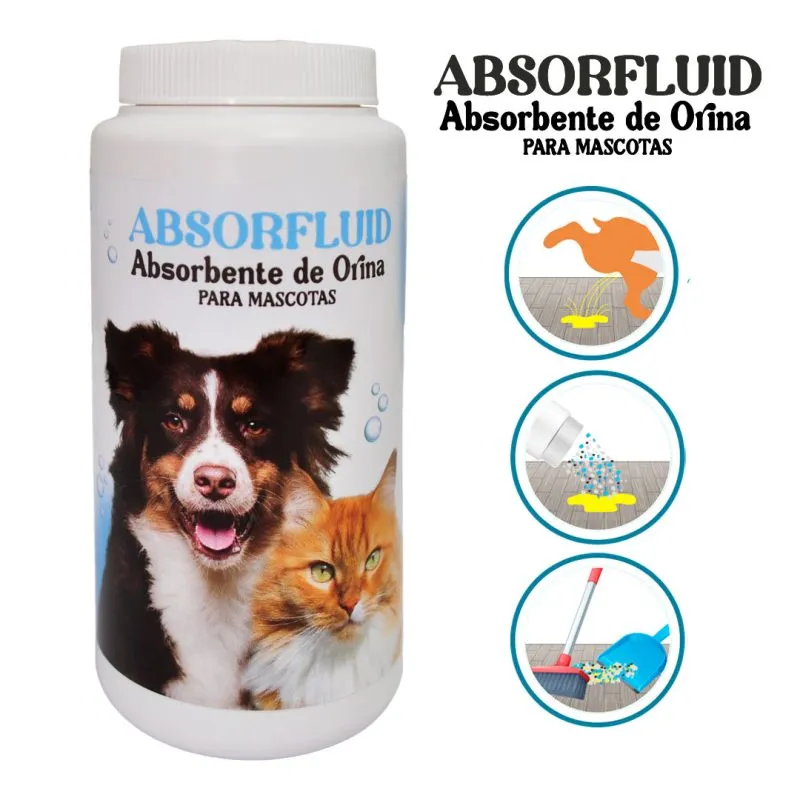 ABSORFLUID
Absorbente de Orina
PARA MASCOTAS
ABSORFLUID
Absorbente de Orina
PARA MASCOTAS